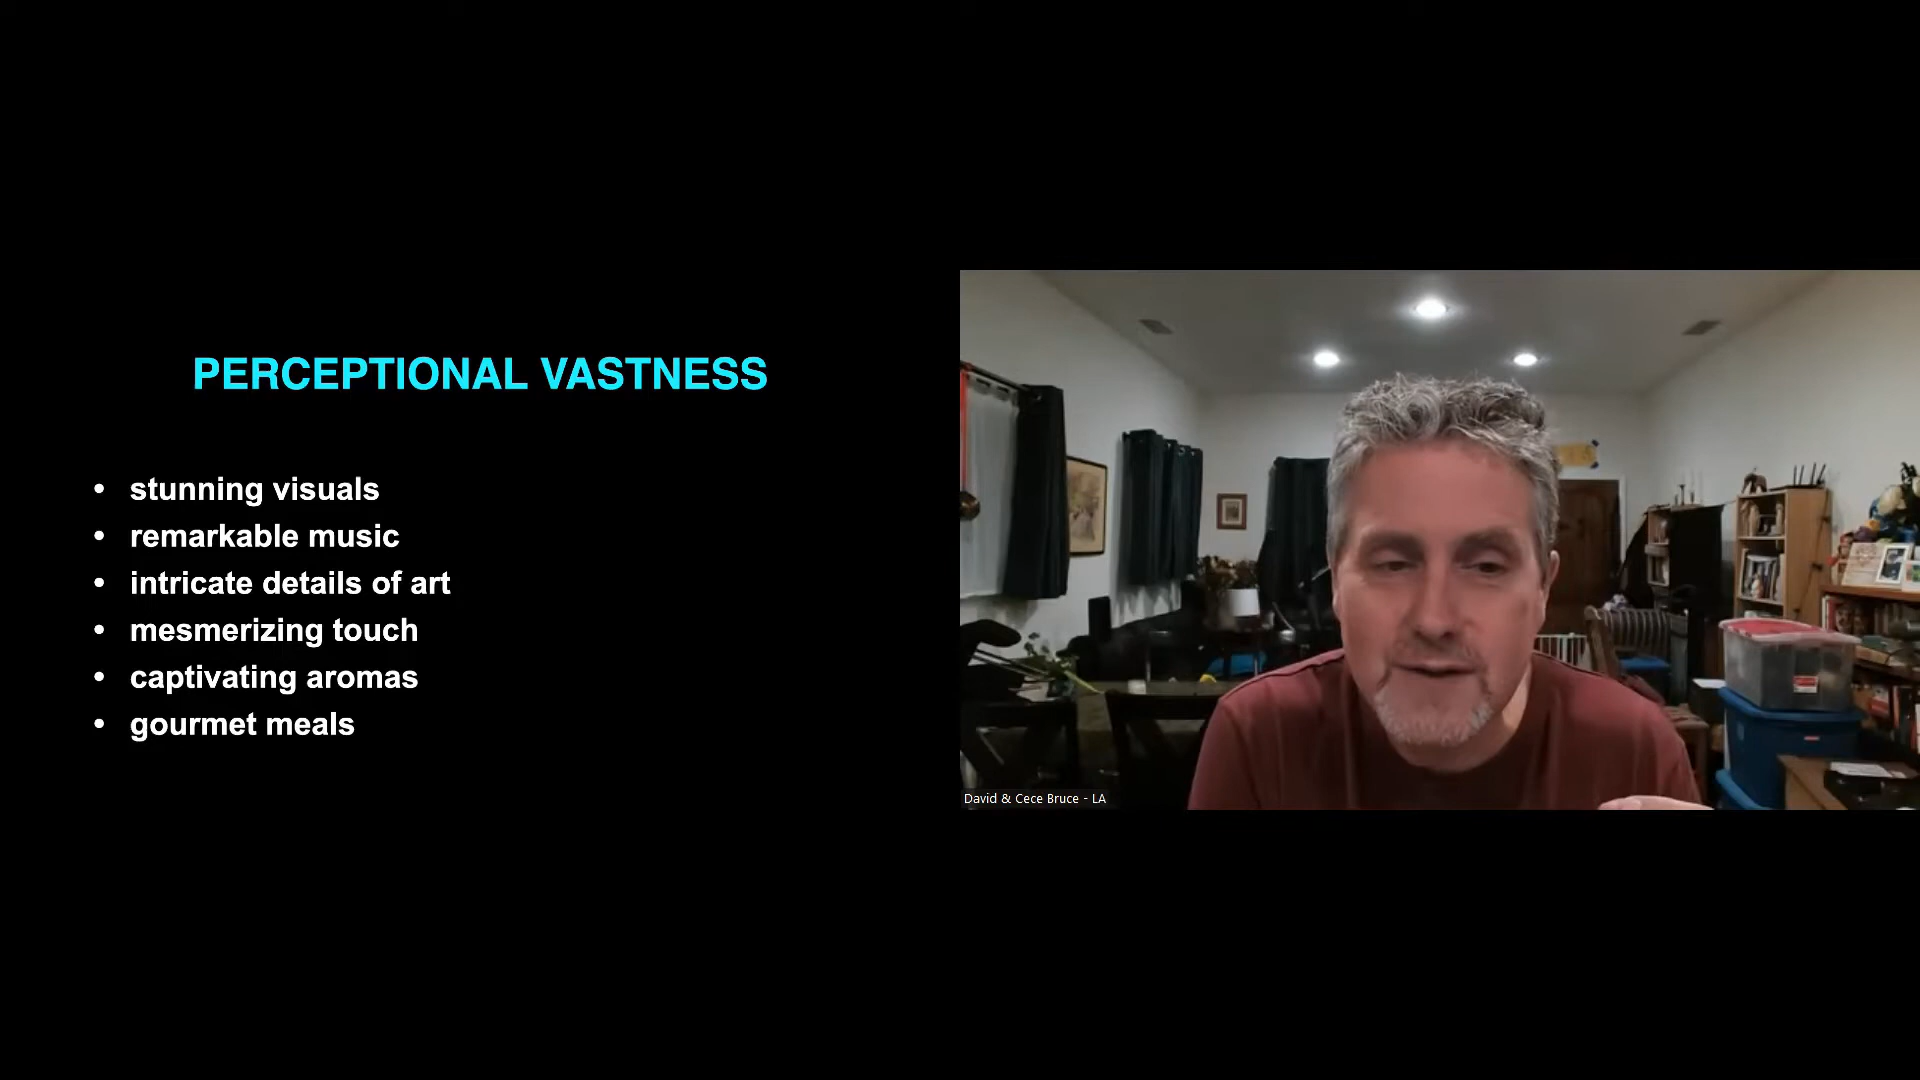 PERCEPTIONAL VASTNESS
• stunning visuals
• remarkable music
• intricate details of art
• mesmerizing touch
• captivating aromas
• gourmet meals
David & Cece Bruce - LA